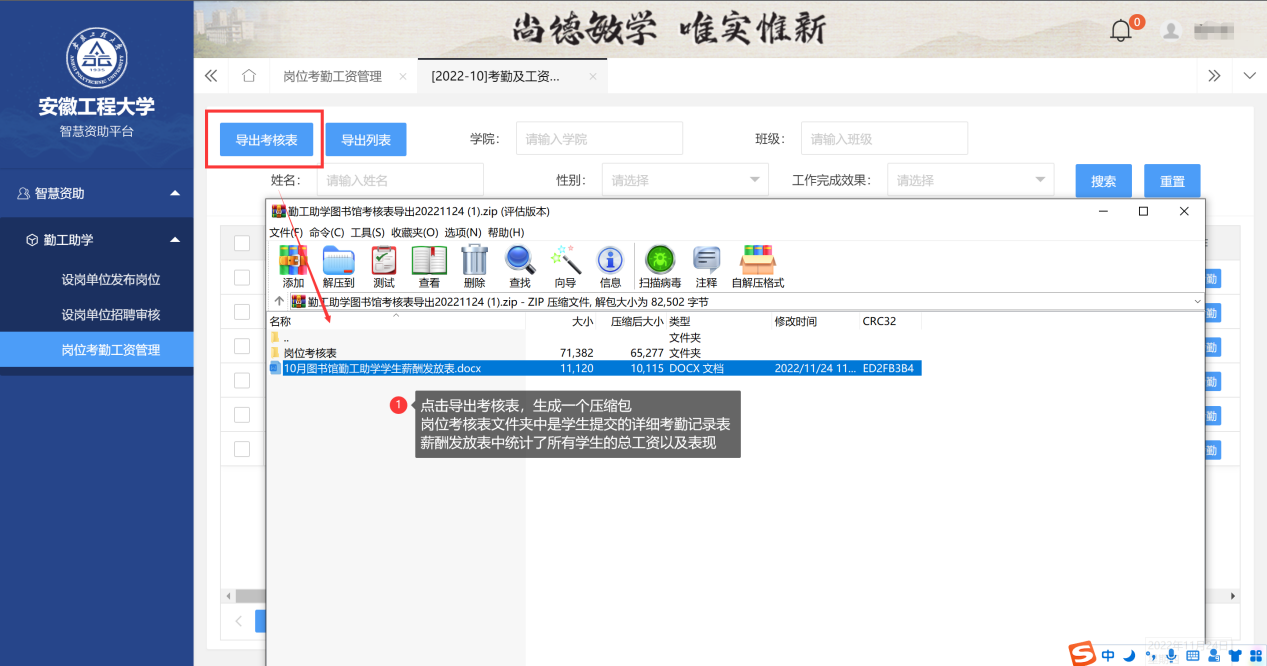 尚德敏学 唯实惟新
0
安徽工程大学
智慧资助平台
岗位考勤工资管理
[2022-10]考勤及工资...
导出考核表
导出列表
学院:
请输入学院
班级:
请输入班级
姓名:
请输入姓名
性别:
请选择
工作完成效果:
请选择
搜索
重置
智慧资助
勤工助学
设岗单位发布岗位
设岗单位招聘审核
岗位考勤工资管理
勤工助学图书馆考核表导出20221124 (1).zip (评估版本)
文件(F) 命令(C) 工具(S) 收藏夹(O) 选项(N) 帮助(H)
添加 解压到 测试 查看 删除 查找 向导 信息 扫描病毒 注释 自解压格式
勤工助学图书馆考核表导出20221124 (1).zip - ZIP 压缩文件, 解包大小为 82,502 字节
名称 大小 压缩后大小 类型 修改时间 CRC32
.. 文件夹
岗位考核表 71,382 65,277 文件夹
10月图书馆勤工助学学生薪酬发放表.docx 11,120 10,115 DOCX 文档 2022/11/24 11... ED2FB3B4
1
点击导出考核表，生成一个压缩包
岗位考核表文件夹中是学生提交的详细考勤记录表
薪酬发放表中统计了所有学生的总工资以及表现
勤
勤
勤
勤
勤
勤
中